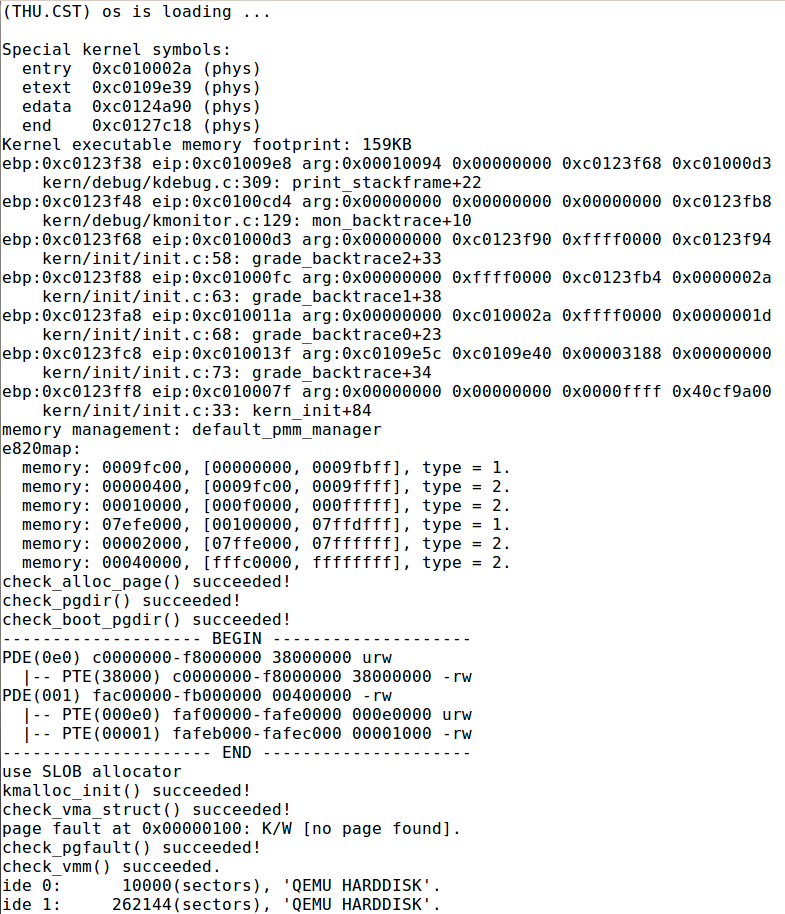 (THU.CST) os is loading ...

Special kernel symbols:
  entry  0xc010002a (phys)
  etext  0xc0109e39 (phys)
  edata  0xc0124a90 (phys)
  end    0xc0127c18 (phys)
Kernel executable memory footprint: 159KB
ebp:0xc0123f38 eip:0xc01009e8 arg:0x00010094 0x00000000 0xc0123f68 0xc01000d3
    kern/debug/kdebug.c:309: print_stackframe+22
ebp:0xc0123f48 eip:0xc0100cd4 arg:0x00000000 0x00000000 0x00000000 0xc0123fb8
    kern/debug/kmonitor.c:129: mon_backtrace+10
ebp:0xc0123f68 eip:0xc01000d3 arg:0x00000000 0xc0123f90 0xffff0000 0xc0123f94
    kern/init/init.c:58: grade_backtrace2+33
ebp:0xc0123f88 eip:0xc01000fc arg:0x00000000 0xffff0000 0xc0123fb4 0x0000002a
    kern/init/init.c:63: grade_backtrace1+38
ebp:0xc0123fa8 eip:0xc010011a arg:0x00000000 0xc010002a 0xffff0000 0x0000001d
    kern/init/init.c:68: grade_backtrace0+23
ebp:0xc0123fc8 eip:0xc010013f arg:0xc0109e5c 0xc0109e40 0x00003188 0x00000000
    kern/init/init.c:73: grade_backtrace+34
ebp:0xc0123ff8 eip:0xc010007f arg:0x00000000 0x00000000 0x0000ffff 0x40cf9a00
    kern/init/init.c:33: kern_init+84
memory management: default_pmm_manager
e820map:
  memory: 0009fc00, [00000000, 0009fbff], type = 1.
  memory: 00000400, [0009fc00, 0009ffff], type = 2.
  memory: 00010000, [000f0000, 000fffff], type = 2.
  memory: 07efe000, [00100000, 07ffdfff], type = 1.
  memory: 00002000, [07ffe000, 07ffffff], type = 2.
  memory: 00040000, [fffc0000, ffffffff], type = 2.
check_alloc_page() succeeded!
check_pgdir() succeeded!
check_boot_pgdir() succeeded!
-------------------- BEGIN --------------------
PDE(0e0) c0000000-f8000000 38000000 urw
  |-- PTE(38000) c0000000-f8000000 38000000 -rw
PDE(001) fac00000-fb000000 00400000 -rw
  |-- PTE(000e0) faf00000-fafe0000 000e0000 urw
  |-- PTE(00001) fafeb000-fafec000 00001000 -rw
--------------------- END ---------------------
use SLOB allocator
kmalloc_init() succeeded!
check_vma_struct() succeeded!
page fault at 0x00000100: K/W [no page found].
check_pgfault() succeeded!
check_vmm() succeeded.
ide 0:      10000(sectors), 'QEMU HARDDISK'.
ide 1:     262144(sectors), 'QEMU HARDDISK'.